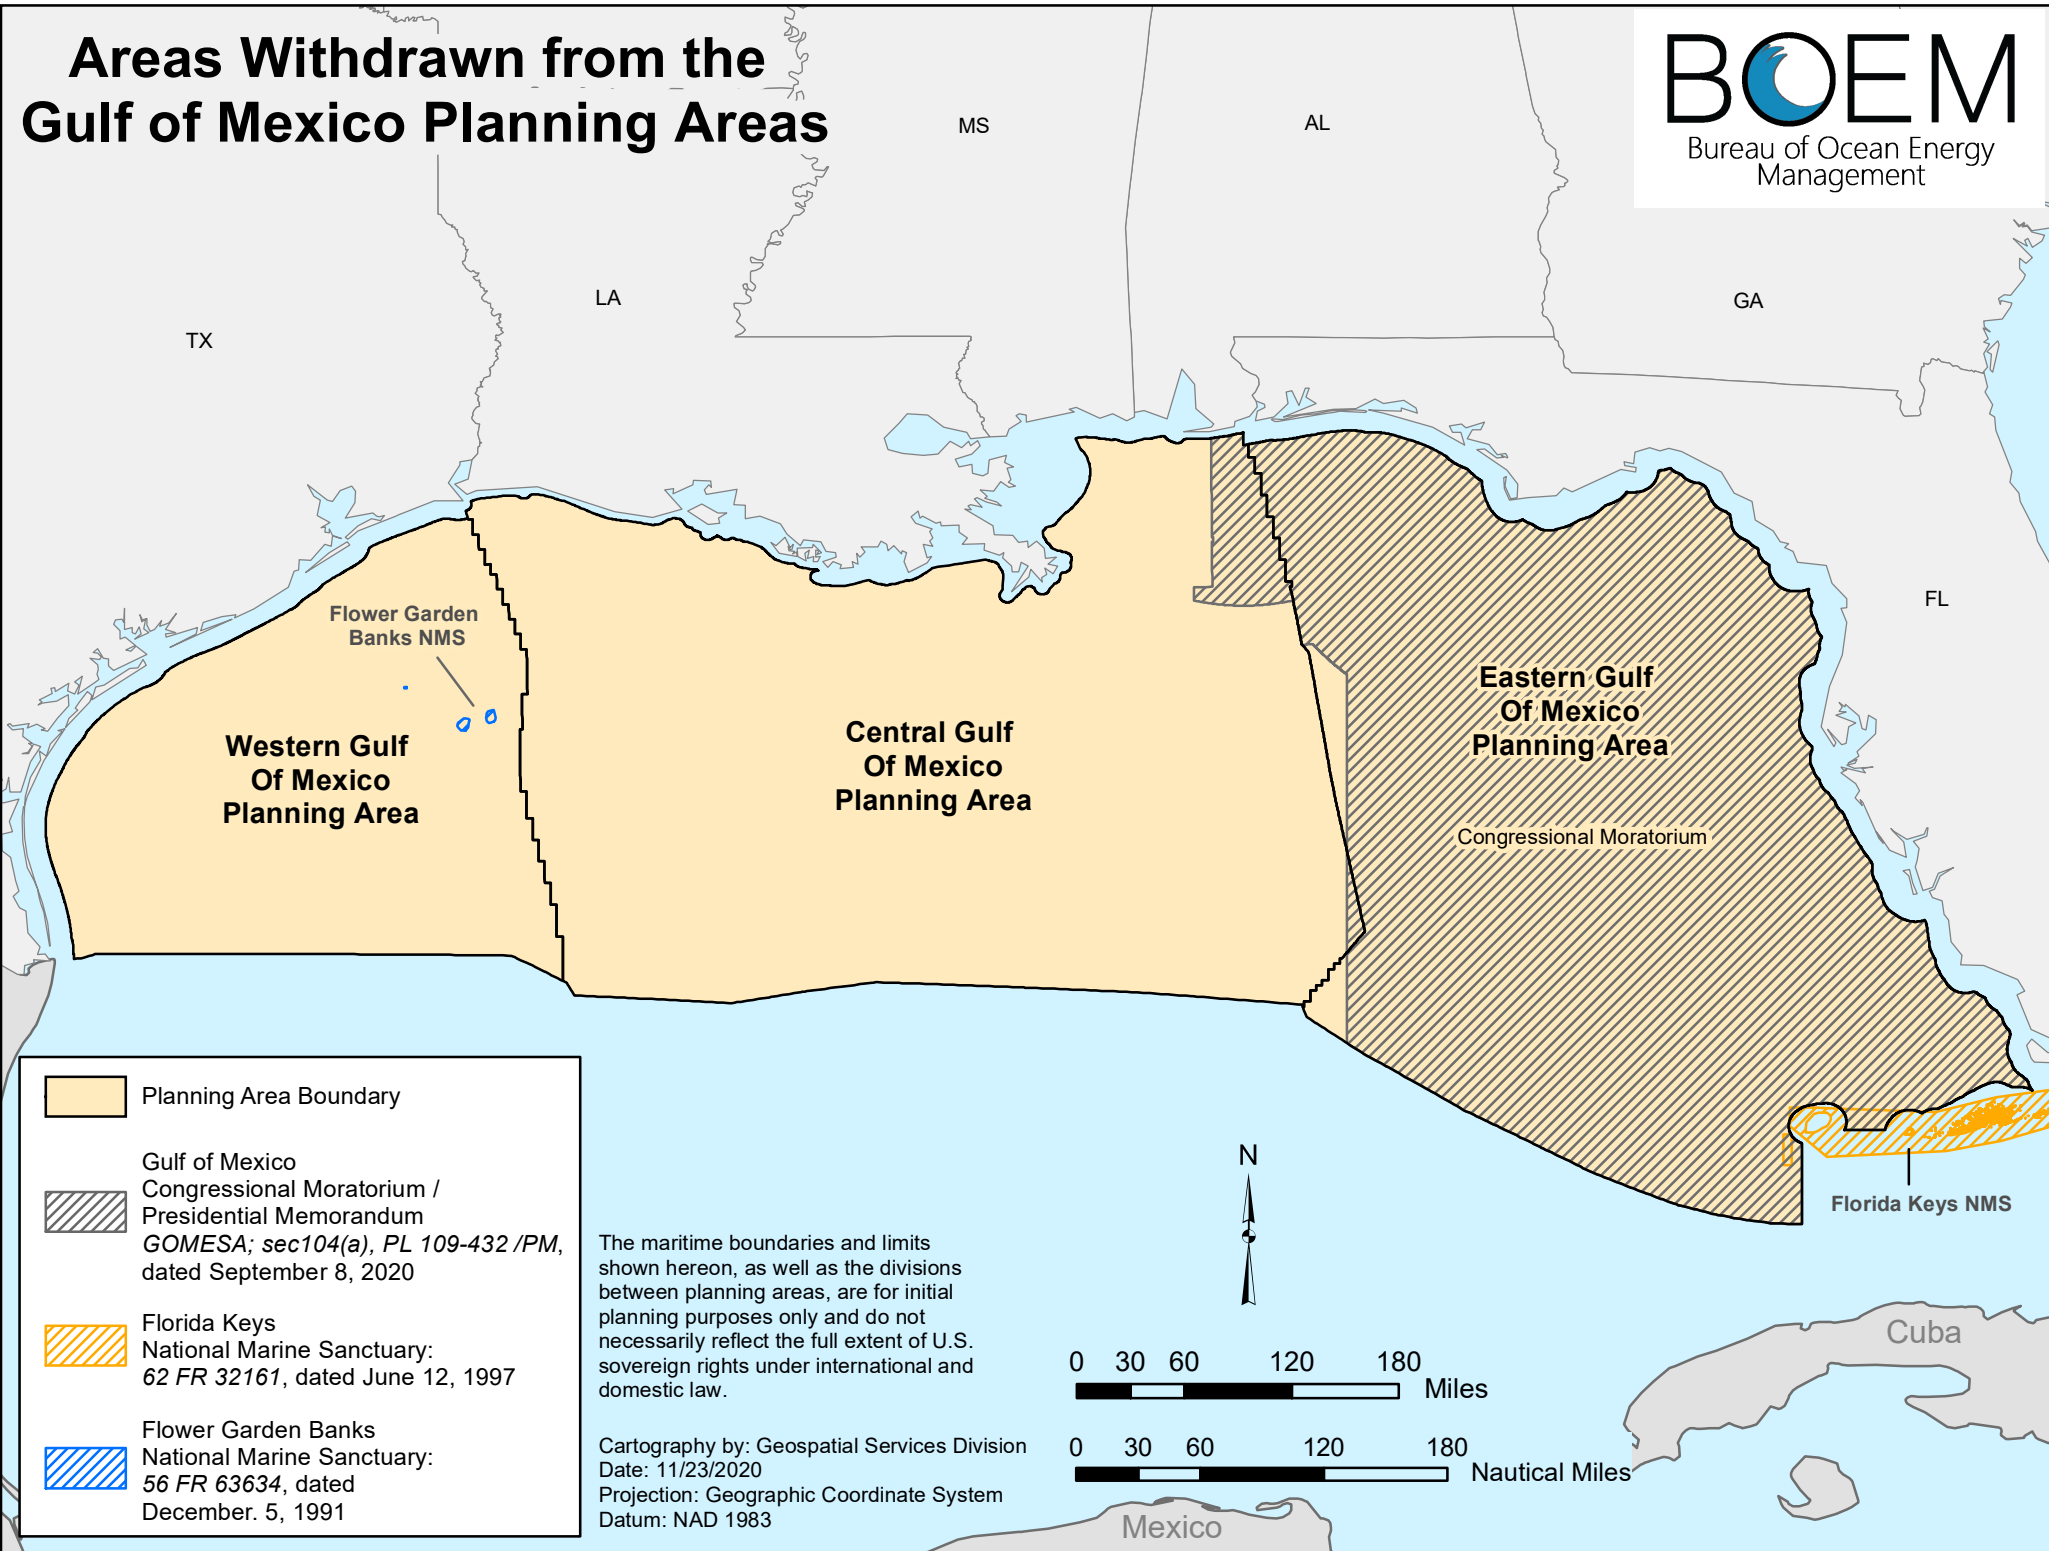 Areas Withdrawn from the
Gulf of Mexico Planning Areas
BOEM
Bureau of Ocean Energy
Management
MS
AL
LA
GA
TX
FL
Flower Garden
Banks NMS
Western Gulf
Of Mexico
Planning Area
Central Gulf
Of Mexico
Planning Area
Eastern Gulf
Of Mexico
Planning Area
Congressional Moratorium
Florida Keys NMS
Planning Area Boundary
Gulf of Mexico
Congressional Moratorium /
Presidential Memorandum
GOMESA; sec104(a), PL 109-432 /PM,
dated September 8, 2020
Florida Keys
National Marine Sanctuary:
62 FR 32161, dated June 12, 1997
Flower Garden Banks
National Marine Sanctuary:
56 FR 63634, dated
December. 5, 1991
The maritime boundaries and limits
shown hereon, as well as the divisions
between planning areas, are for initial
planning purposes only and do not
necessarily reflect the full extent of U.S.
sovereign rights under international and
domestic law.
Cartography by: Geospatial Services Division
Date: 11/23/2020
Projection: Geographic Coordinate System
Datum: NAD 1983
N
0 30 60 120 180
Miles
0 30 60 120 180
Nautical Miles
Cuba
Mexico